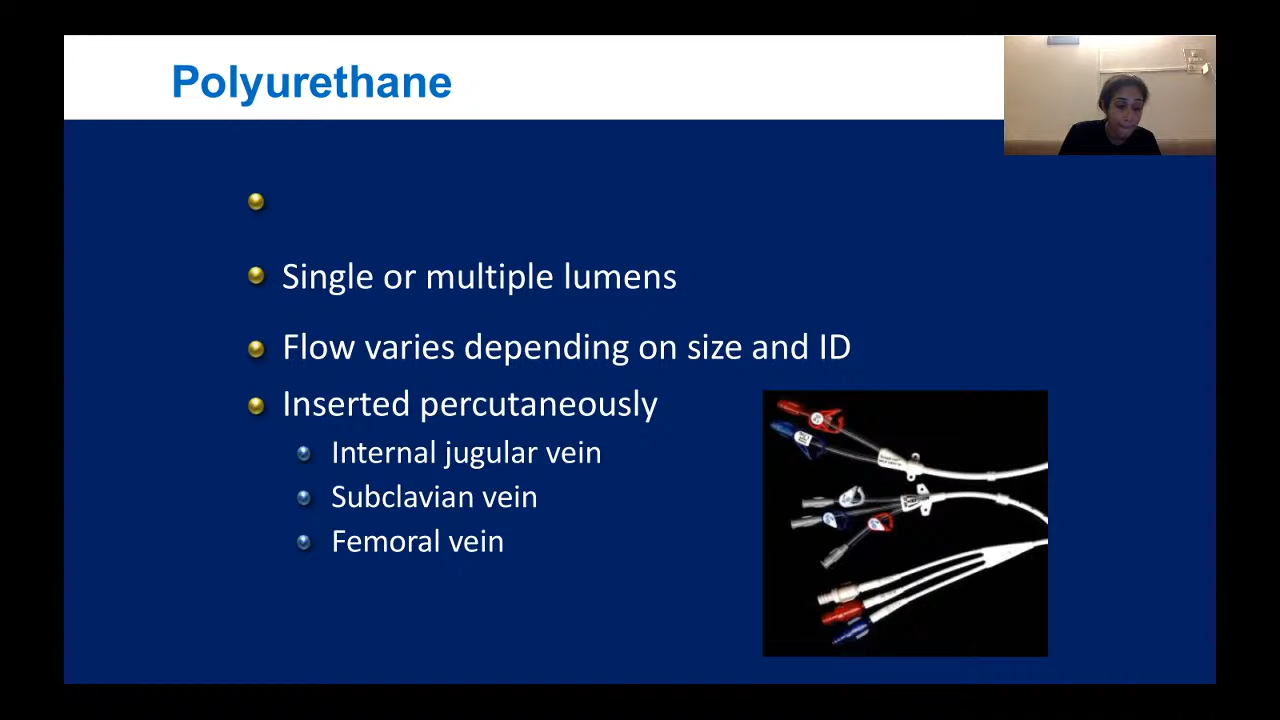 Polyurethane
Single or multiple lumens
Flow varies depending on size and ID
Inserted percutaneously
Internal jugular vein
Subclavian vein
Femoral vein